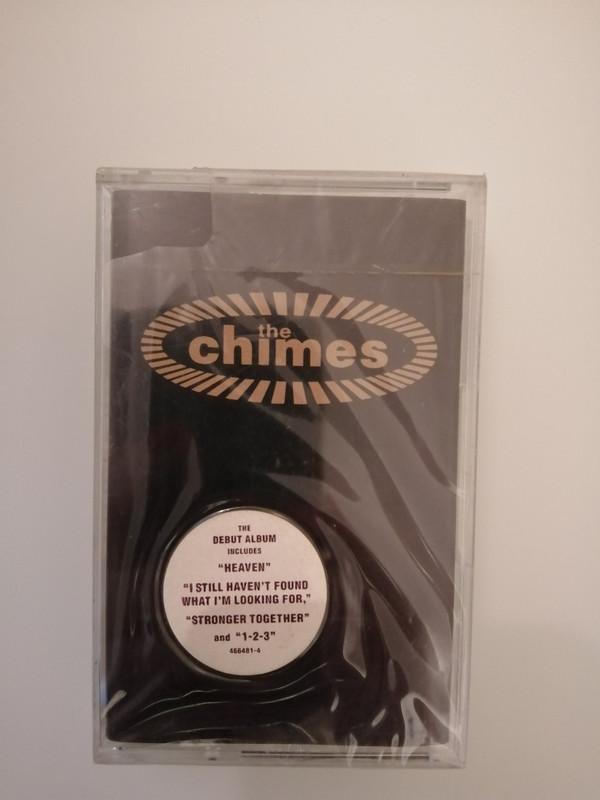 the
chimes
THE
DEBUT ALBUM
INCLUDES
"HEAVEN"
"I STILL HAVEN'T FOUND
WHAT I'M LOOKING FOR,"
"STRONGER TOGETHER"
and "1-2-3"
466481-4